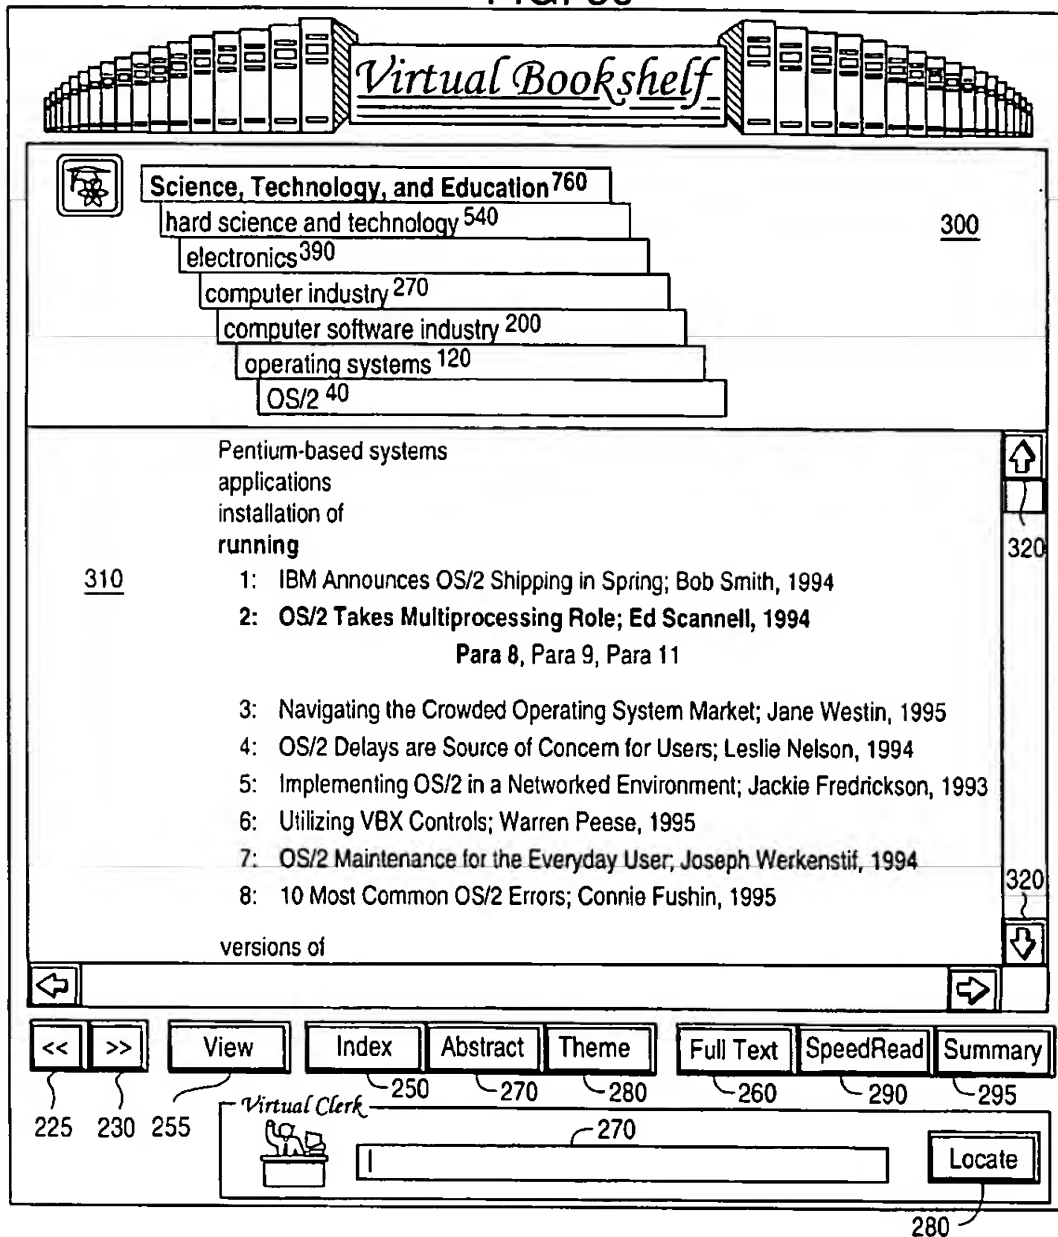 Virtual Bookshelf
Science, Technology, and Education 760
hard science and technology 540
300
electronics 390
computer industry 270
computer software industry 200
operating systems 120
OS/2 40
Pentium-based systems
applications
installation of
running
320
310
1: IBM Announces OS/2 Shipping in Spring; Bob Smith, 1994
2: OS/2 Takes Multiprocessing Role; Ed Scannell, 1994
Para 8, Para 9, Para 11
3: Navigating the Crowded Operating System Market; Jane Westin, 1995
4: OS/2 Delays are Source of Concern for Users; Leslie Nelson, 1994
5: Implementing OS/2 in a Networked Environment; Jackie Fredrickson, 1993
6: Utilizing VBX Controls; Warren Peese, 1995
7: OS/2 Maintenance for the Everyday User; Joseph Werkenstif, 1994
320
8: 10 Most Common OS/2 Errors; Connie Fushin, 1995
versions of
<< >> View Index Abstract Theme Full Text SpeedRead Summary
250 270 280 260 290 295
225 230 255
Virtual Clerk
270
Locate
280